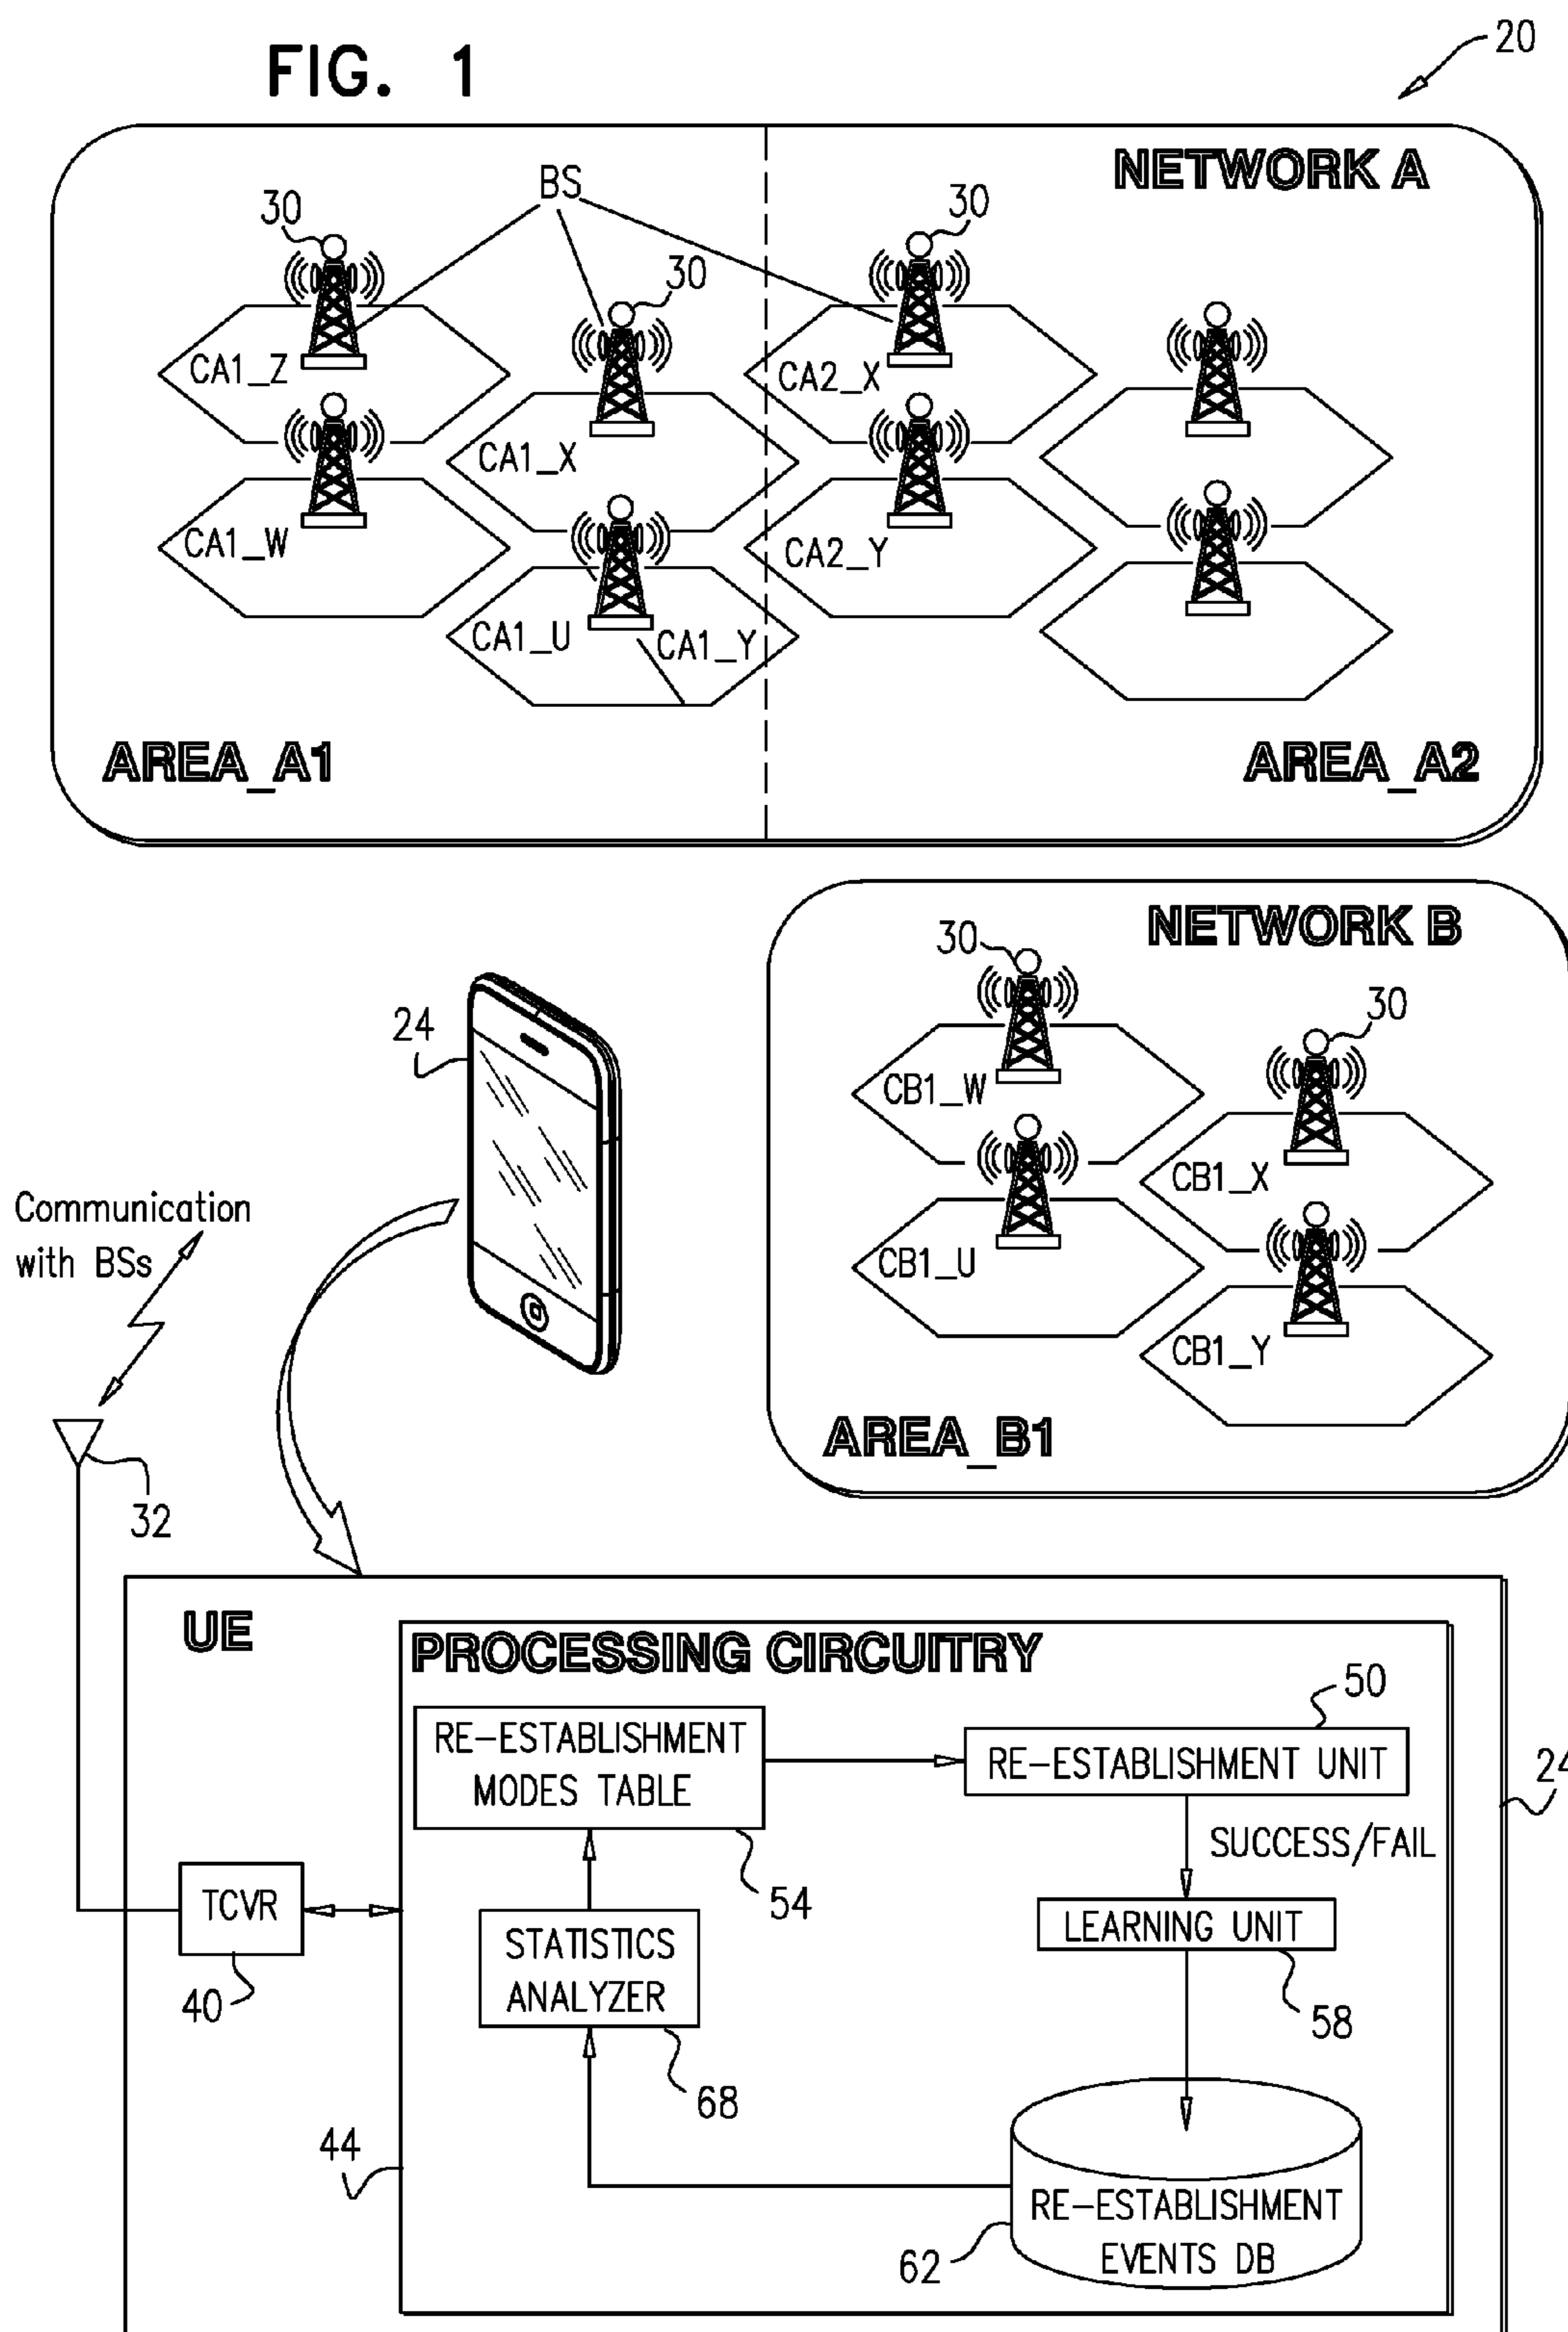 FIG. 1
20
NETWORK A
BS
30
30
30
CA1_Z
CA2_X
CA1_X
CA1_W
CA2_Y
CA1_U
CA1_Y
AREA_A1
AREA_A2
NETWORK B
30
30
24
CB1_W
CB1_X
Communication
with BSs
CB1_U
CB1_Y
AREA_B1
32
UE
PROCESSING CIRCUITRY
50
RE-ESTABLISHMENT
MODES TABLE
RE-ESTABLISHMENT UNIT
24
SUCCESS/FAIL
54
TCVR
40
STATISTICS
ANALYZER
LEARNING UNIT
58
68
44
RE-ESTABLISHMENT
EVENTS DB
62